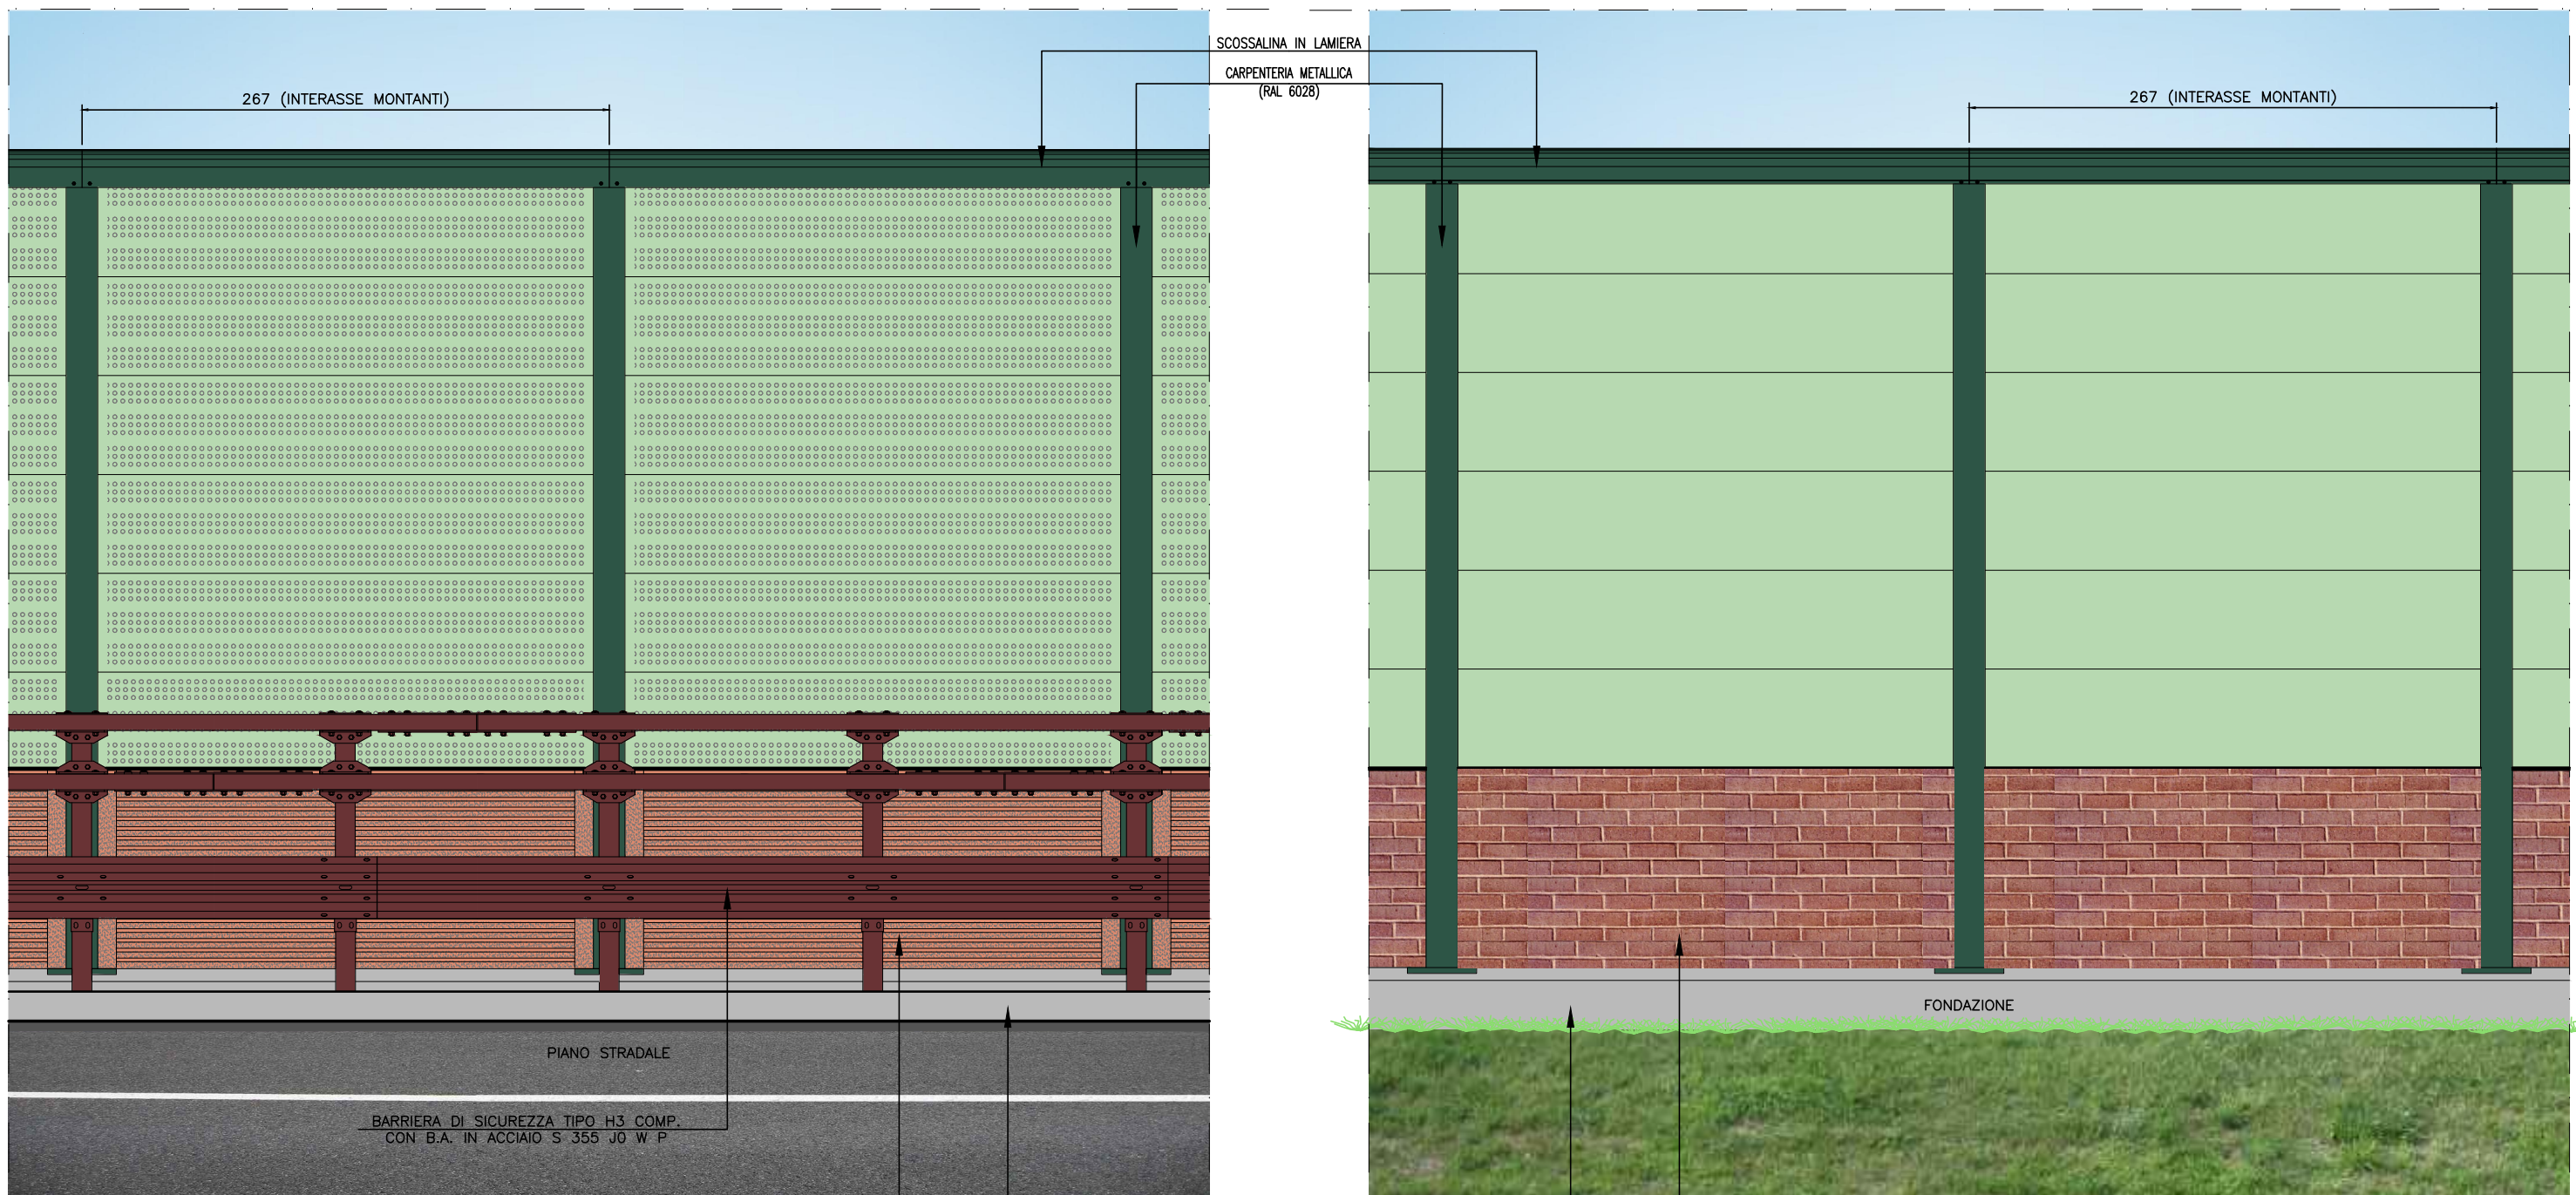 SCOSSALINA IN LAMIERA
CARPENTERIA METALLICA
(RAL 6028)
267 (INTERASSE MONTANTI)
267 (INTERASSE MONTANTI)
FONDAZIONE
PIANO STRADALE
BARRIERA DI SICUREZZA TIPO H3 COMP.
CON B.A. IN ACCIAIO S 355 J0 W P